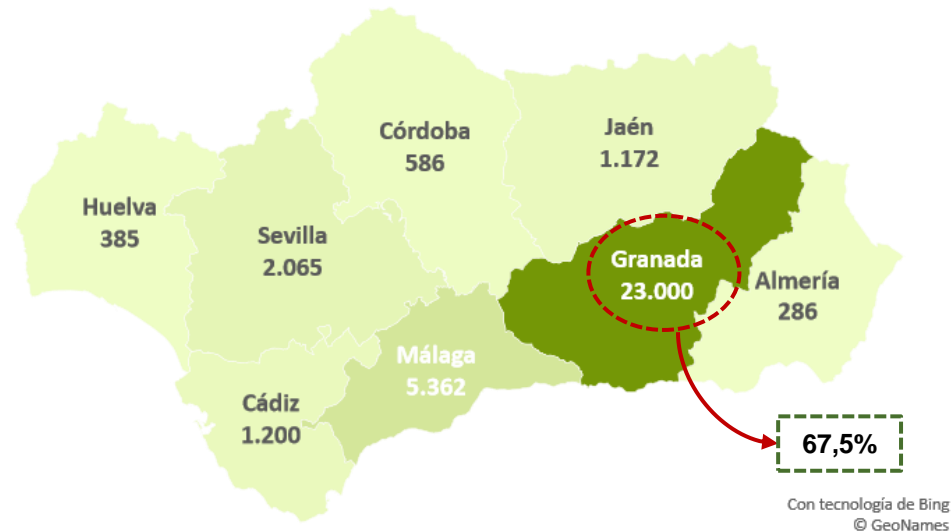 Córdoba
586
Jaén
1.172
Huelva
385
Sevilla
2.065
Granada
23.000
Almería
286
Málaga
5.362
Cádiz
1.200
67,5%
Con tecnología de Bing
© GeoNames